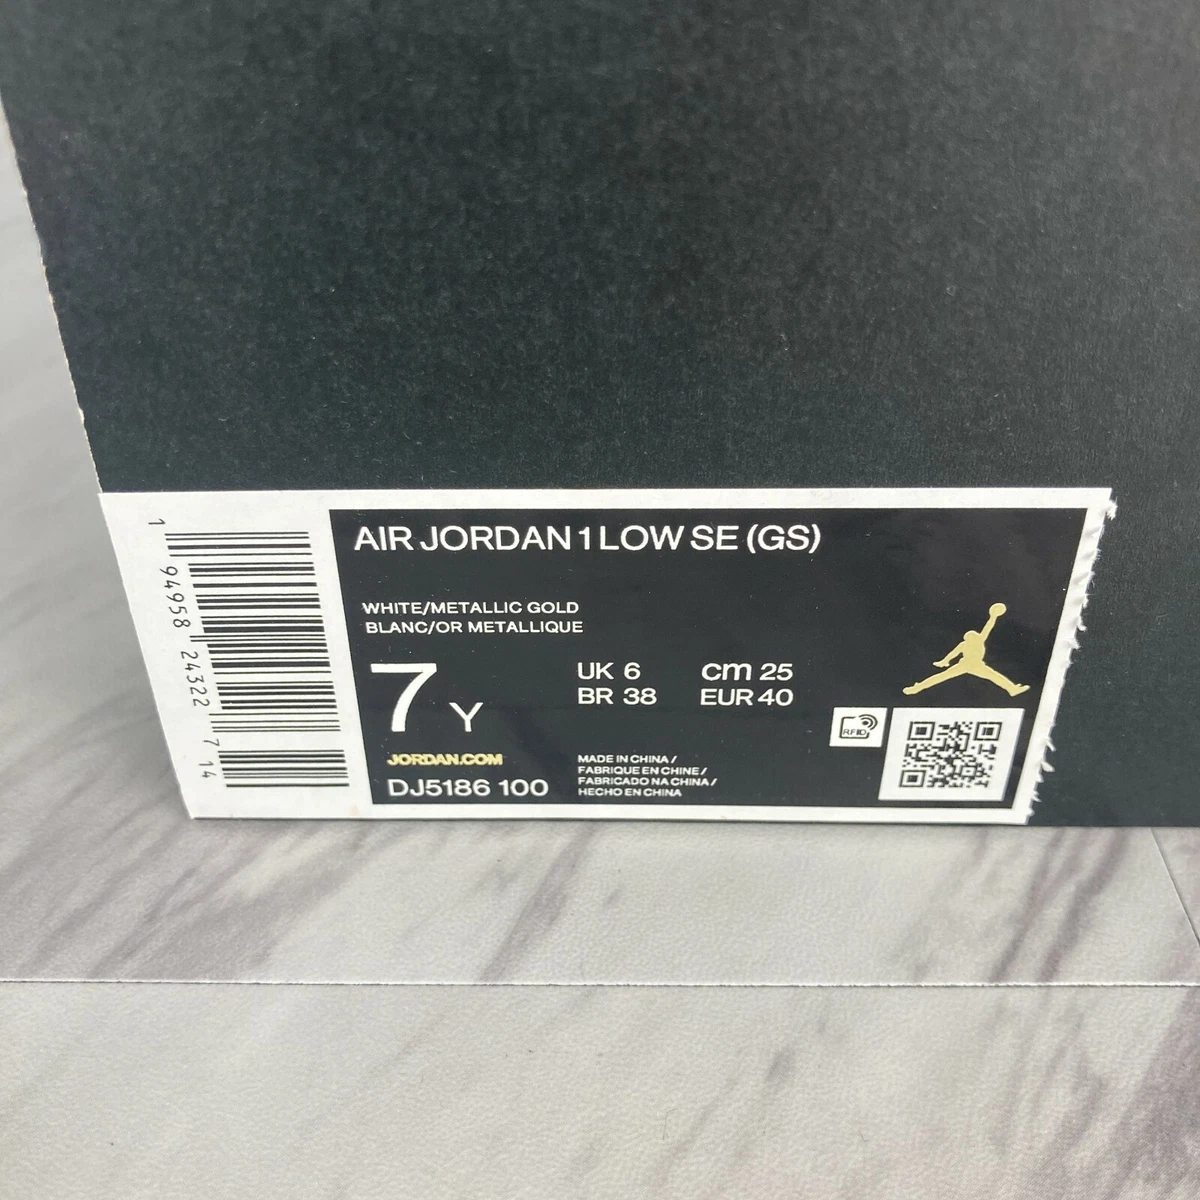 AIR JORDAN 1 LOW SE (GS)
WHITE/METALLIC GOLD
BLANC/OR METALLIQUE
7 Y
UK 6 cm 25
BR 38 EUR 40
JORDAN.COM
DJ5186 100
MADE IN CHINA /
FABRIQUE EN CHINE /
FABRICADO NA CHINA /
HECHO EN CHINA
RFID
1 94958 24322 7 14